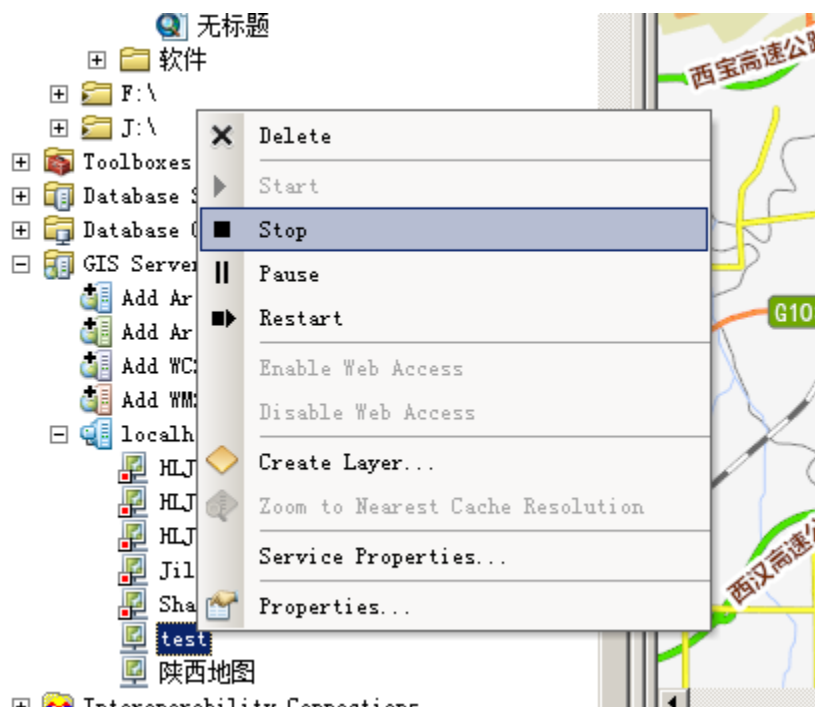 无标题
软件
F:\
J:\
Toolboxes
Database
Database
GIS Server
Add Ar
Add Ar
Add WC
Add WM
localh
HLJ
HLJ
HLJ
Jil
Sha
test
陕西地图
Interoperability Connections
Delete
Start
Stop
Pause
Restart
Enable Web Access
Disable Web Access
Create Layer...
Zoom to Nearest Cache Resolution
Service Properties...
Properties...
西宝高速公
G10
西汉高速